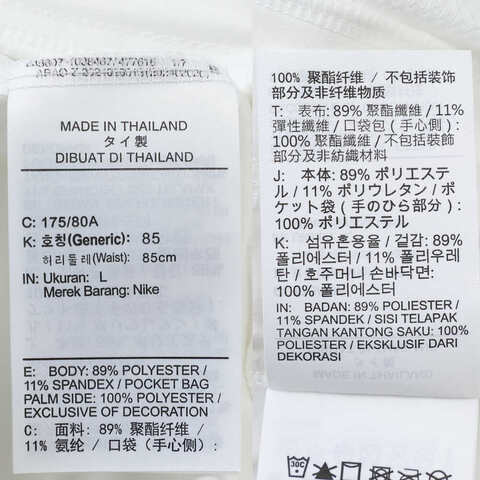 MADE IN THAILAND
タイ製
DIBUAT DI THAILAND
C: 175/80A
K: 호칭(Generic): 85
허리둘레(Waist): 85cm
IN: Ukuran: L
Merek Barang: Nike
E: BODY: 89% POLYESTER/
11% SPANDEX / POCKET BAG
PALM SIDE: 100% POLYESTER/
EXCLUSIVE OF DECORATION
C: 面料: 89% 聚酯纤维 /
11% 氨纶 / 口袋 (手心侧) :
100% 聚酯纤维 / 不包括装饰
部分及非纤维物质
T: 表布: 89% 聚酯纖維 / 11%
彈性纖維 / 口袋包 (手心側) :
100% 聚酯纖維 / 不包括装飾
部分及非紡織材料
J: 本体: 89% ポリエステ
ル / 11% ポリウレタン / ポ
ケット袋 (手のひら部分) :
100% ポリエステル
K: 섬유혼용율 / 겉감: 89%
폴리에스터 / 11% 폴리우레
탄 / 호주머니 손바닥면:
100% 폴리에스터
IN: BADAN: 89% POLIESTER /
11% SPANDEK / SISI TELAPAK
TANGAN KANTONG SAKU: 100%
POLIESTER / EKSKLUSIF DARI
DEKORASI
30C